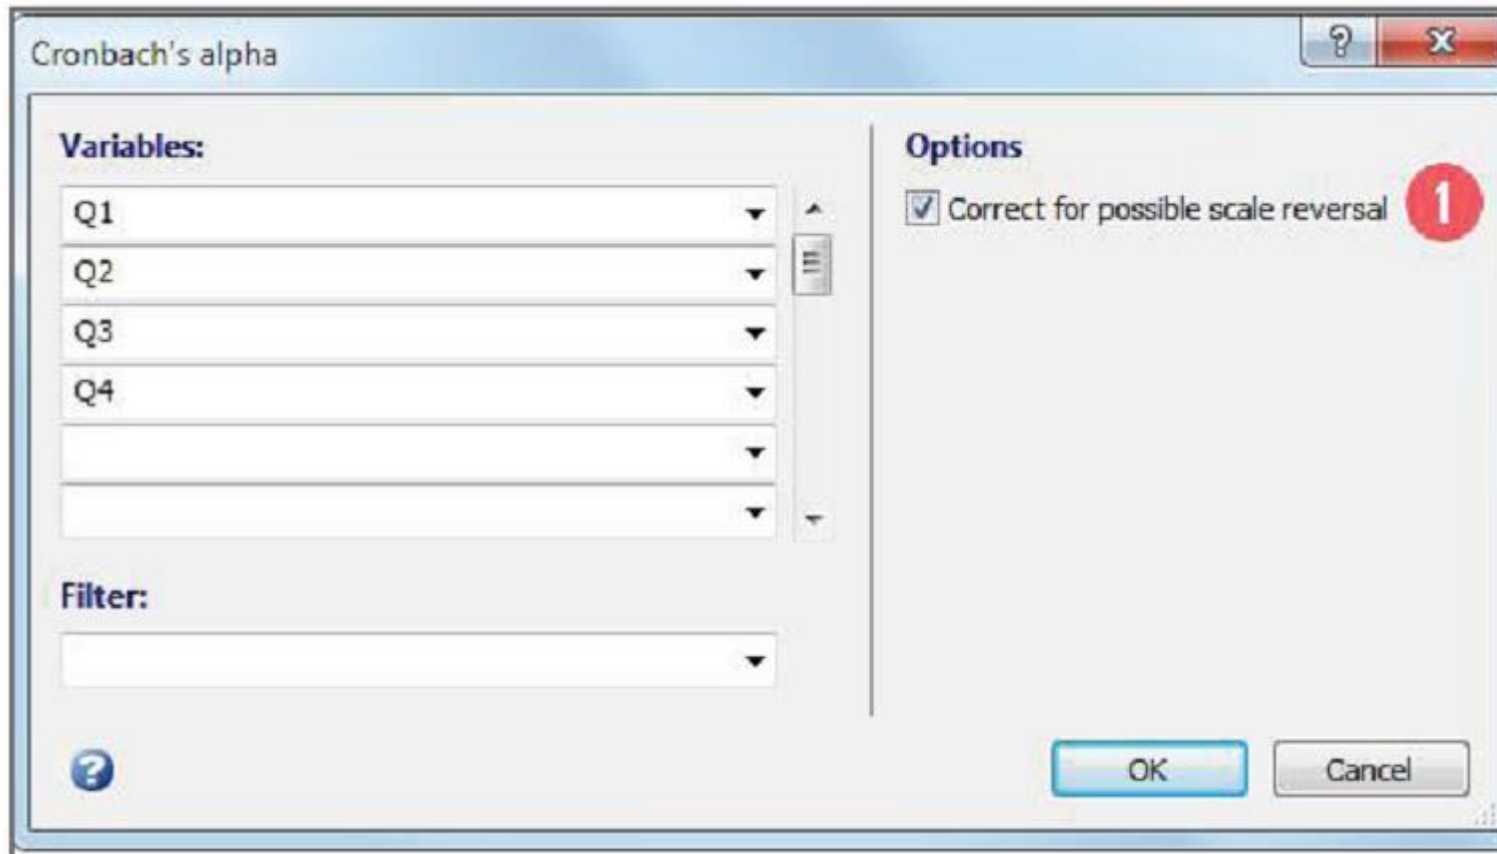 Cronbach's alpha
Variables:
Q1
Q2
Q3
Q4
Filter:
Options
Correct for possible scale reversal 1
OK Cancel